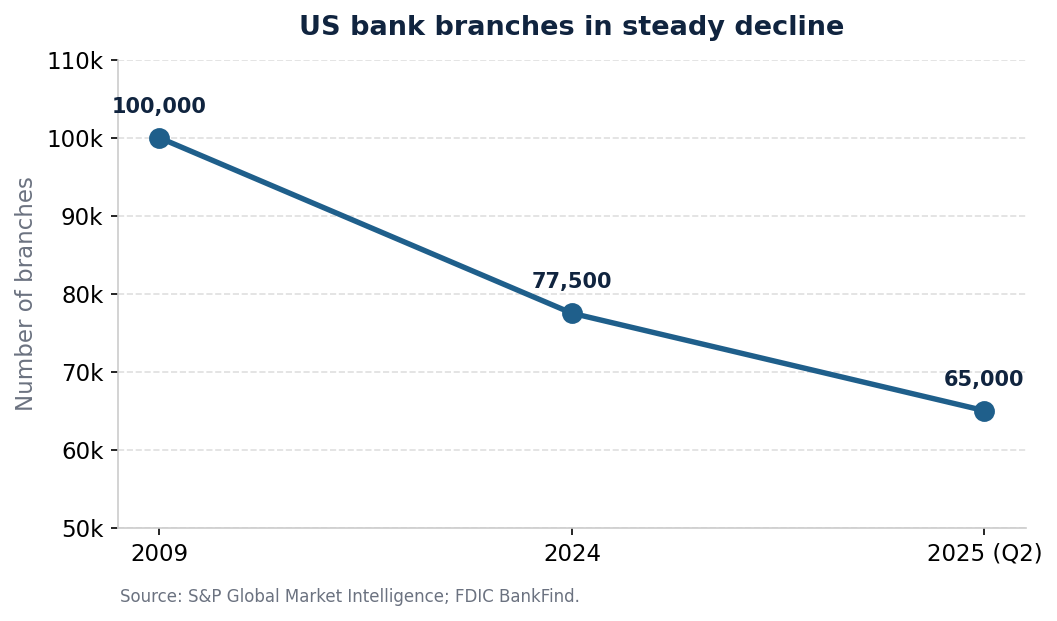 US bank branches in steady decline
Number of branches
110k
100k
90k
80k
70k
60k
50k
100,000
77,500
65,000
2009
2024
2025 (Q2)
Source: S&P Global Market Intelligence; FDIC BankFind.